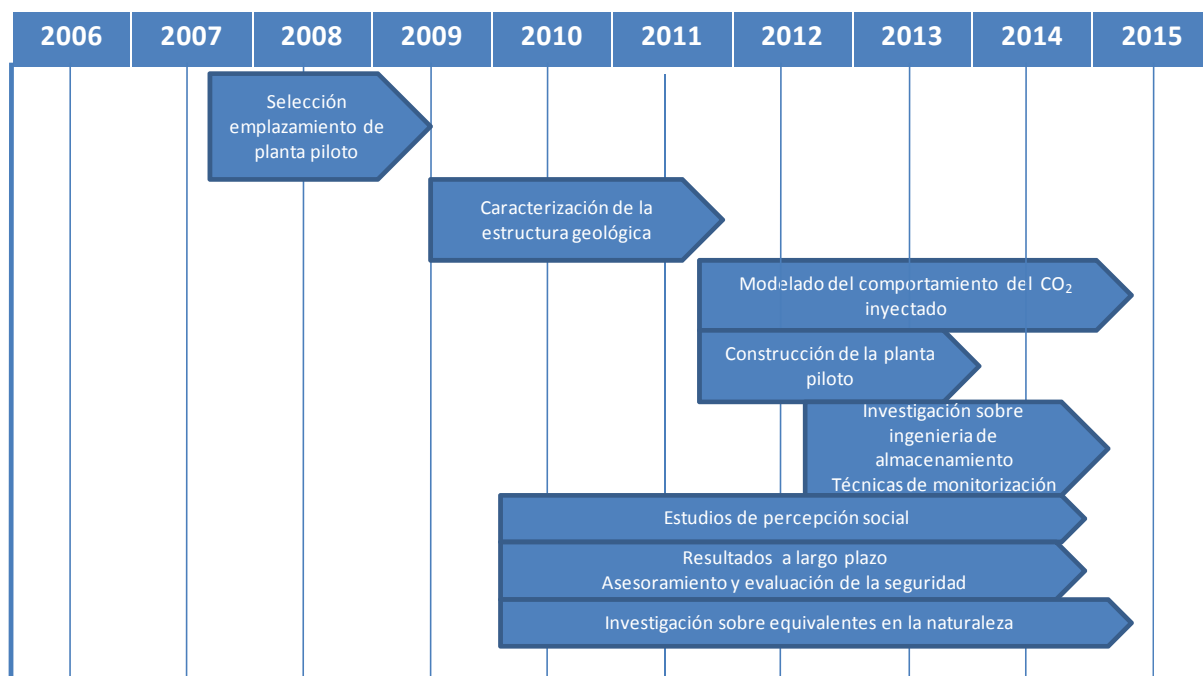 2006 2007 2008 2009 2010 2011 2012 2013 2014 2015
Selección
emplazamiento de
planta piloto
Caracterización de la
estructura geológica
Modelado del comportamiento del CO₂
inyectado
Construcción de la planta
piloto
Investigación sobre
ingenieria de
almacenamiento
Técnicas de monitorización
Estudios de percepción social
Resultados a largo plazo
Asesoramiento y evaluación de la seguridad
Investigación sobre equivalentes en la naturaleza